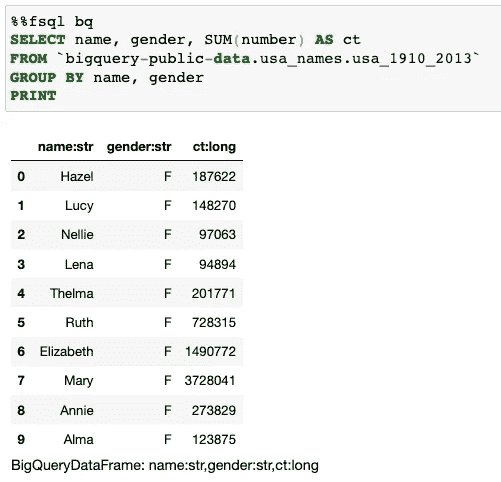 %%fsql bq
SELECT name, gender, SUM(number) AS ct
FROM `bigquery-public-data.usa_names.usa_1910_2013`
GROUP BY name, gender
PRINT
name:str gender:str ct:long
0 Hazel F 187622
1 Lucy F 148270
2 Nellie F 97063
3 Lena F 94894
4 Thelma F 201771
5 Ruth F 728315
6 Elizabeth F 1490772
7 Mary F 3728041
8 Annie F 273829
9 Alma F 123875
BigQueryDataFrame: name:str,gender:str,ct:long